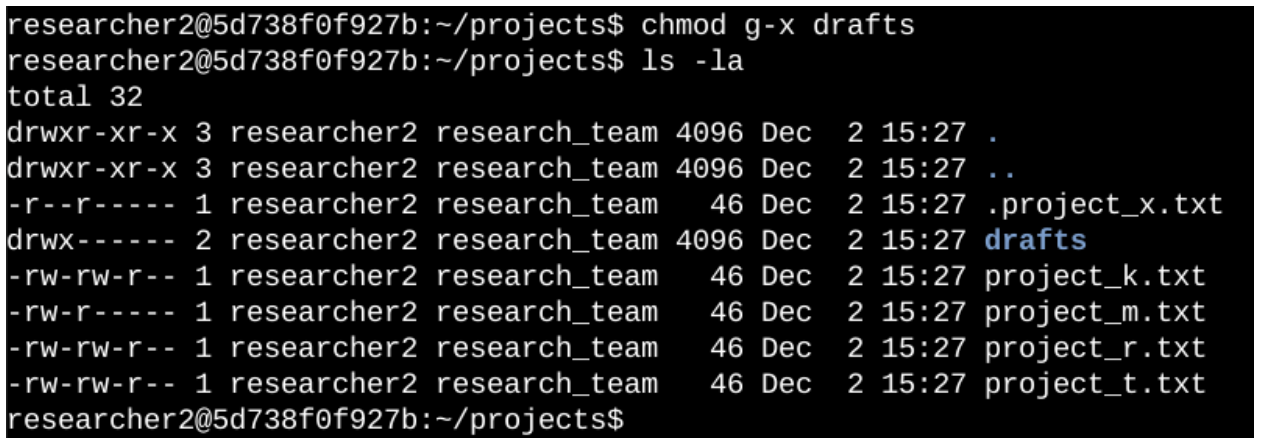 researcher2@5d738f0f927b:~/projects$ chmod g-x drafts
researcher2@5d738f0f927b:~/projects$ ls -la
total 32
drwxr-xr-x 3 researcher2 research_team 4096 Dec  2 15:27 .
drwxr-xr-x 3 researcher2 research_team 4096 Dec  2 15:27 ..
-r--r----- 1 researcher2 research_team   46 Dec  2 15:27 .project_x.txt
drwx------ 2 researcher2 research_team 4096 Dec  2 15:27 drafts
-rw-rw-r-- 1 researcher2 research_team   46 Dec  2 15:27 project_k.txt
-rw-r----- 1 researcher2 research_team   46 Dec  2 15:27 project_m.txt
-rw-rw-r-- 1 researcher2 research_team   46 Dec  2 15:27 project_r.txt
-rw-rw-r-- 1 researcher2 research_team   46 Dec  2 15:27 project_t.txt
researcher2@5d738f0f927b:~/projects$